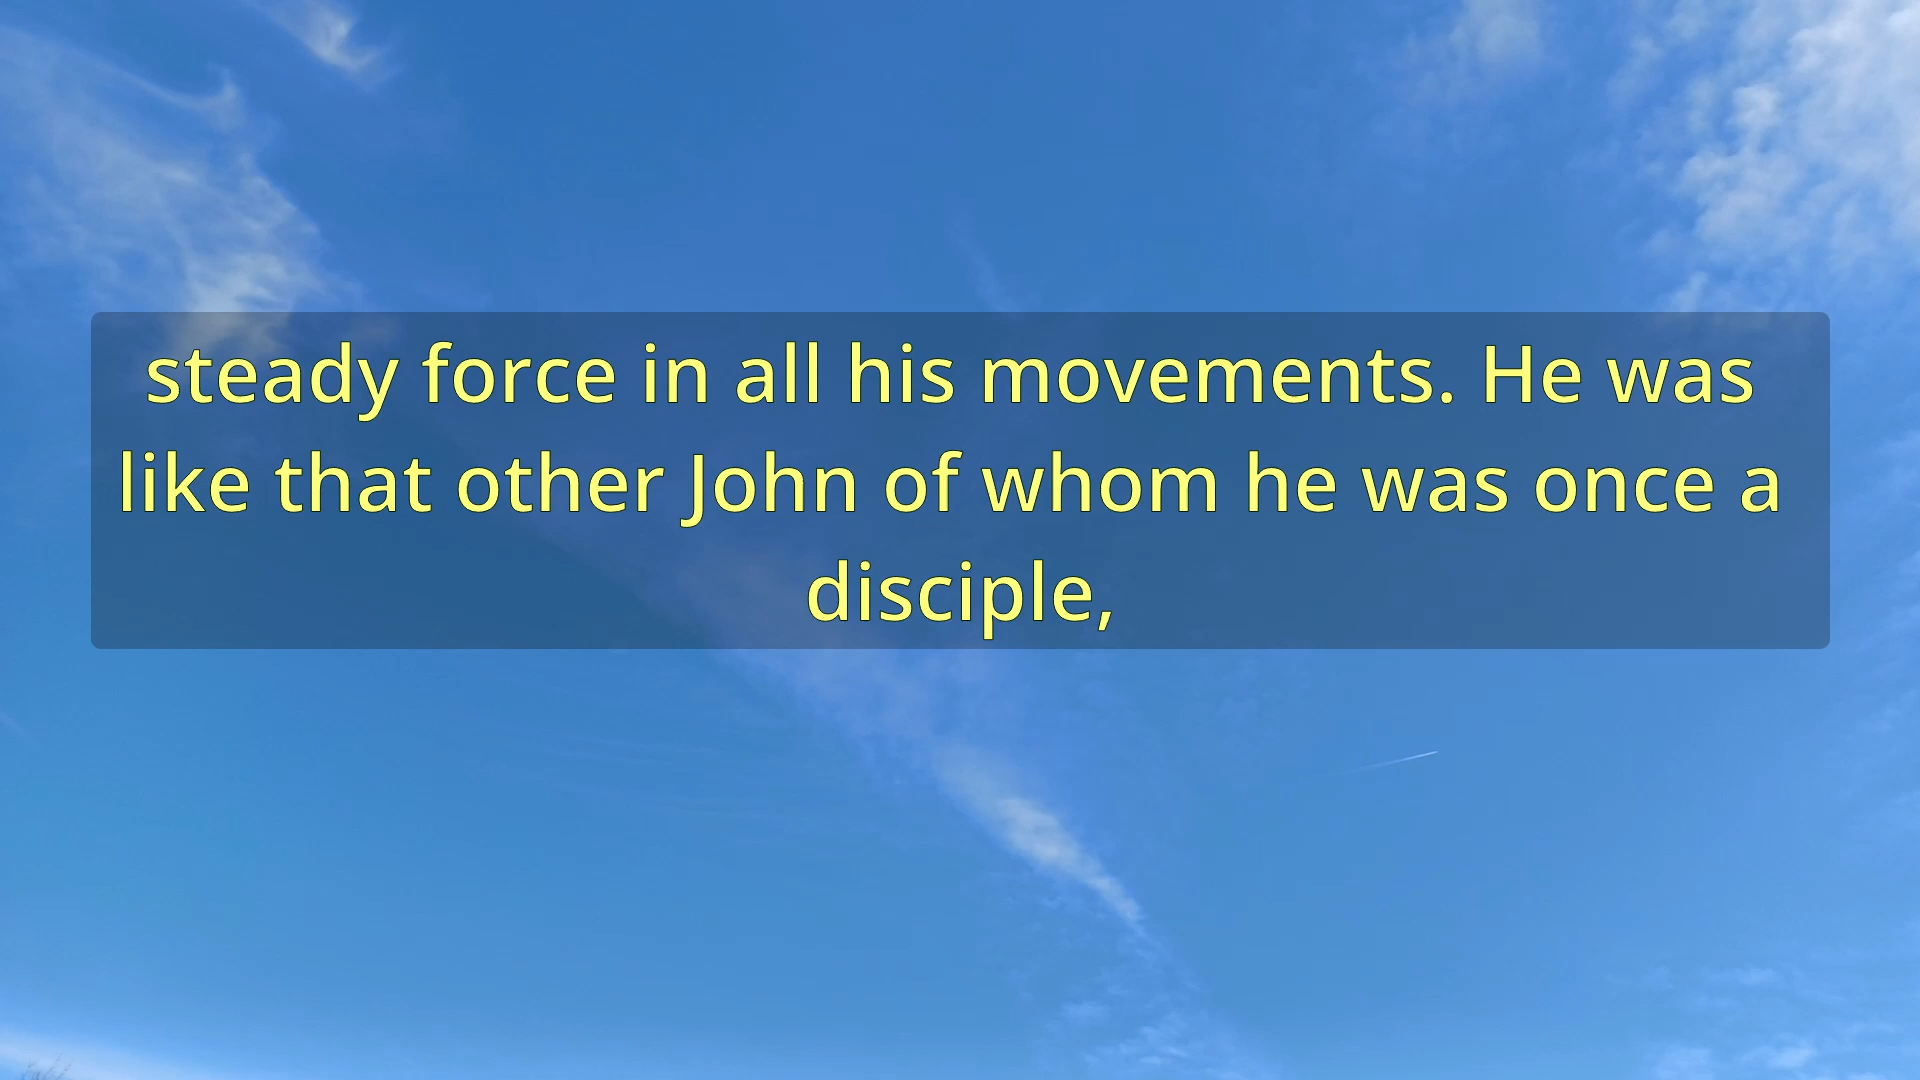 steady force in all his movements. He was
like that other John of whom he was once a
disciple,